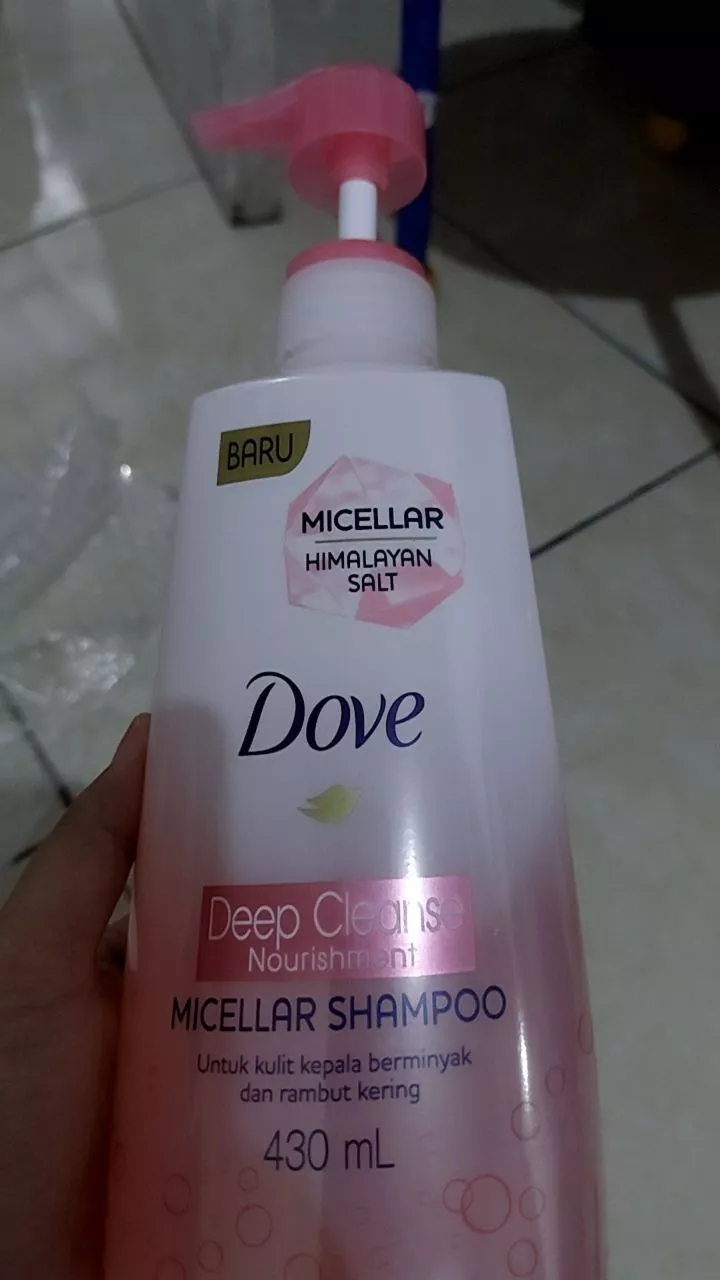 BARU
MICELLAR
HIMALAYAN
SALT
Dove
Deep Cleanse
Nourishment
MICELLAR SHAMPOO
Untuk kulit kepala berminyak
dan rambut kering
430 mL